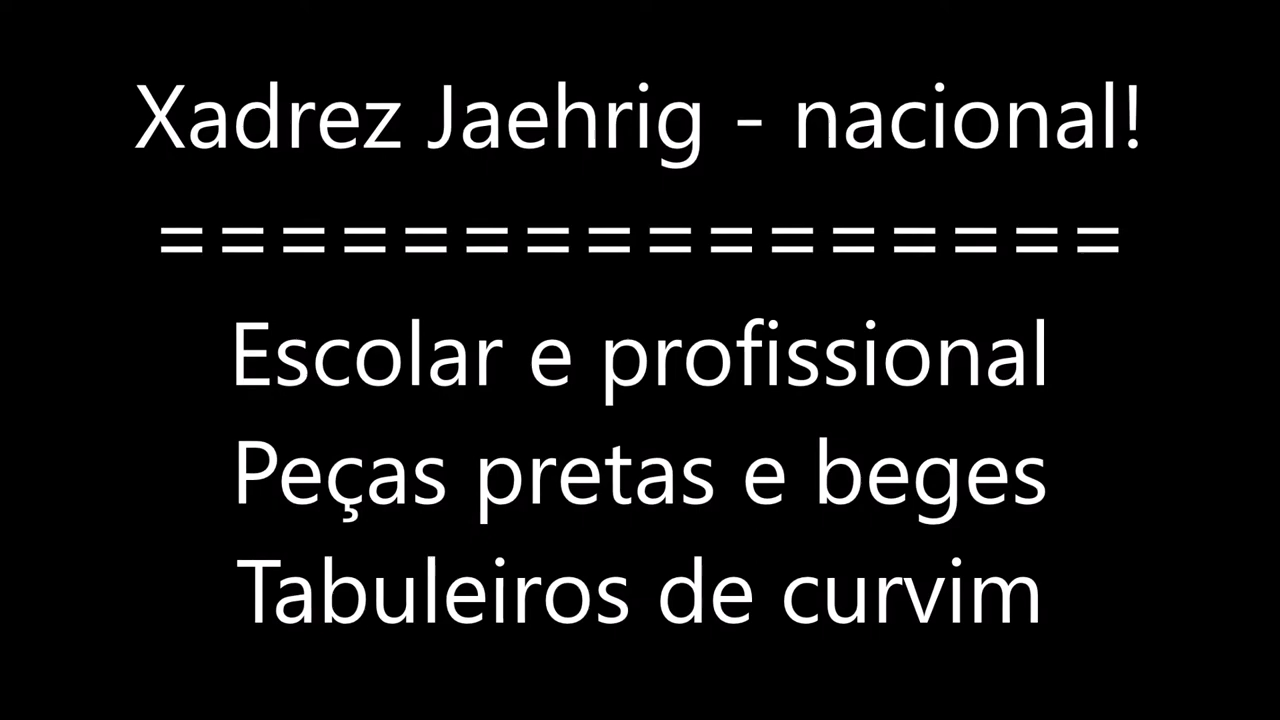 Xadrez Jaehrig - nacional!
================
Escolar e profissional
Peças pretas e beges
Tabuleiros de curvim